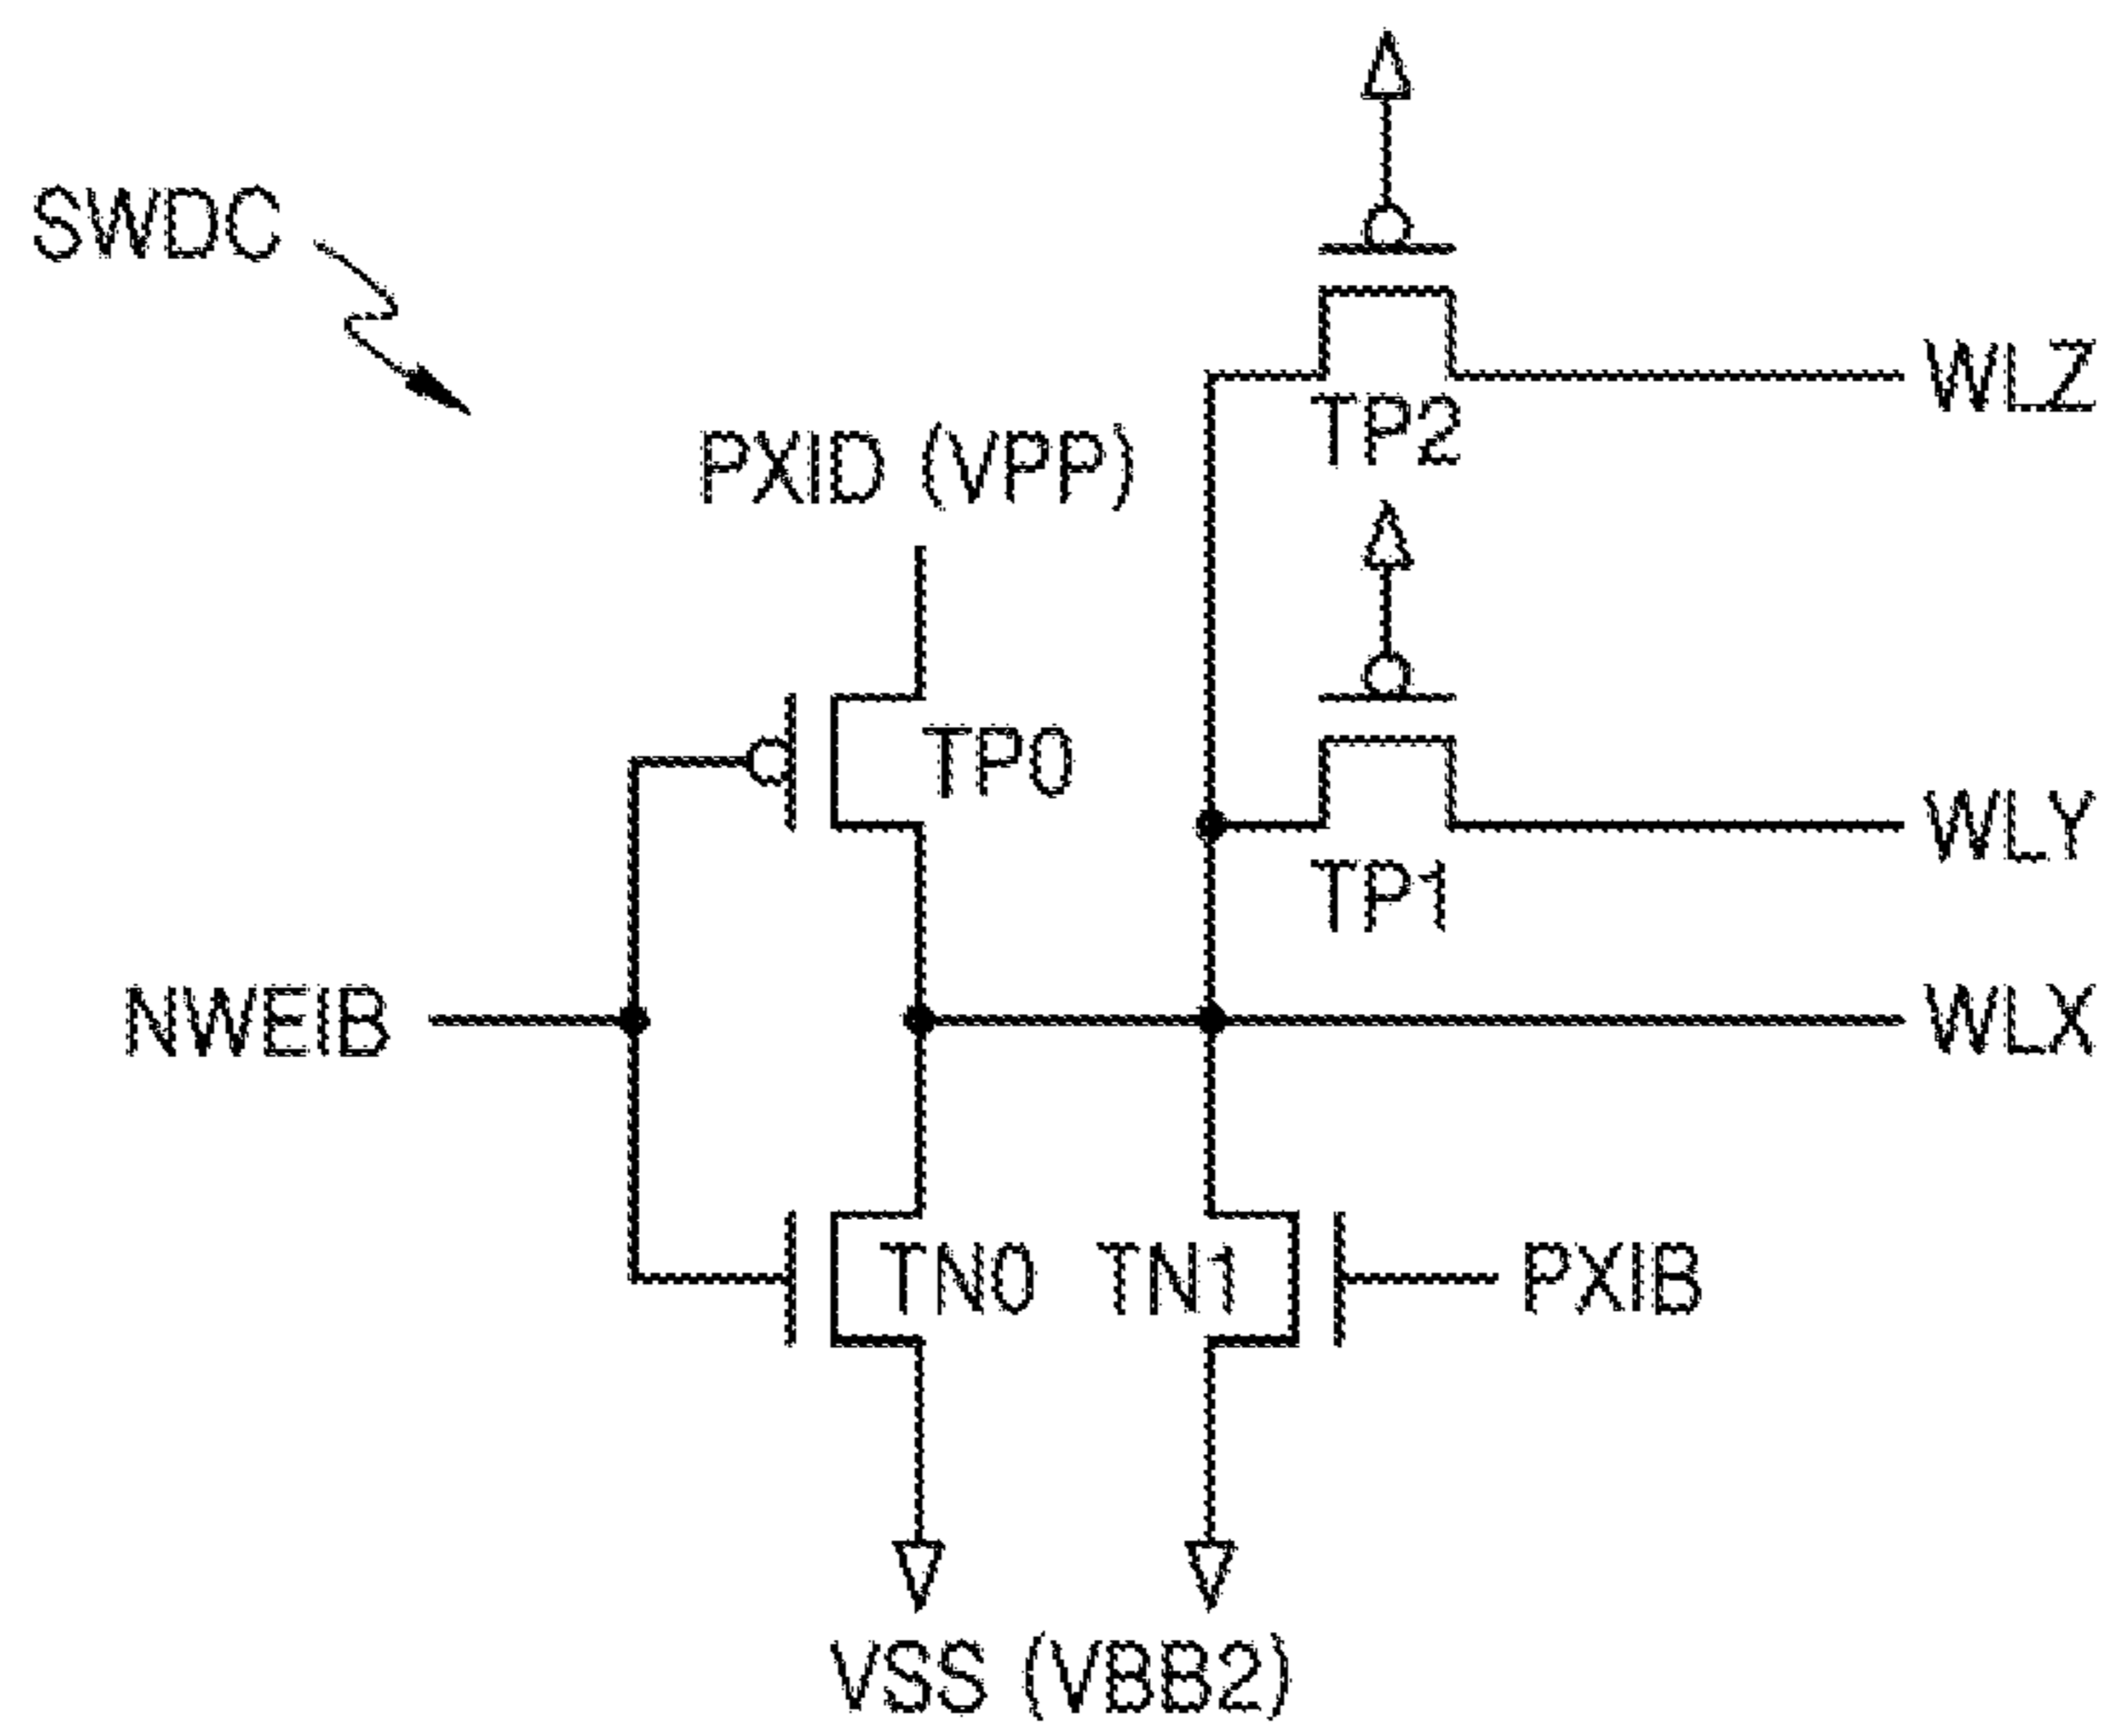 SWDC
WLZ
TP2
PXID (VPP)
TP0
WLY
TP1
NWEIB
WLX
TN0
TN1
PXIB
VSS (VBB2)